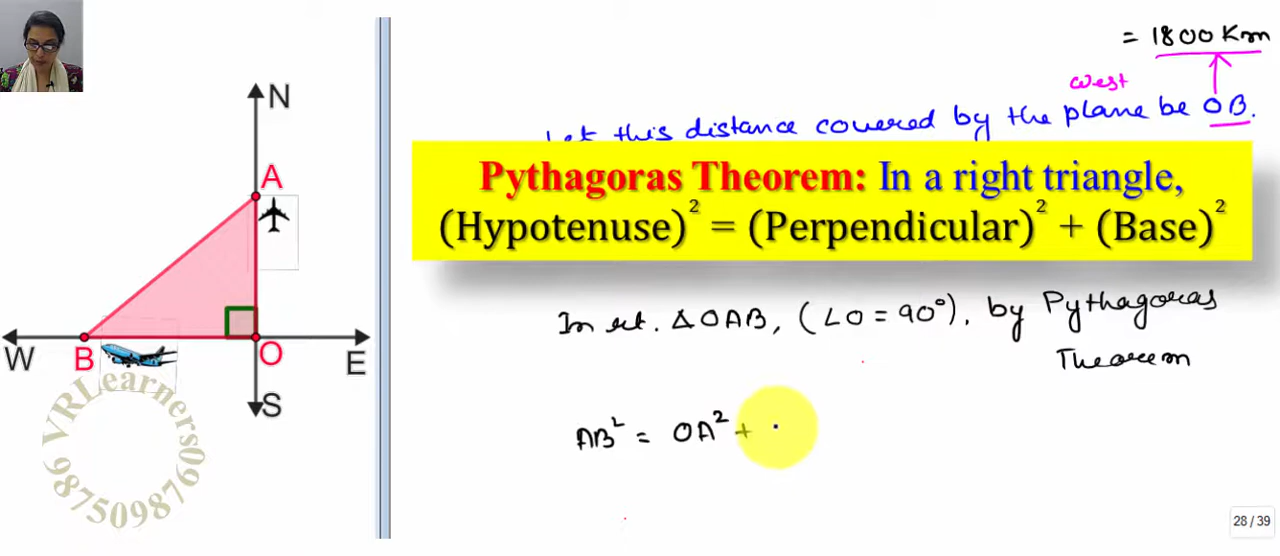 N
A
W
B
O
E
S
VRLearners
9875098760
= 1800 Km
west
Let this distance covered by the plane be OB.
Pythagoras Theorem: In a right triangle,
(Hypotenuse)² = (Perpendicular)² + (Base)²
In rt. ΔOAB, (∠O = 90°), by Pythagoras
Theorem
AB² = OA² +
28 / 39